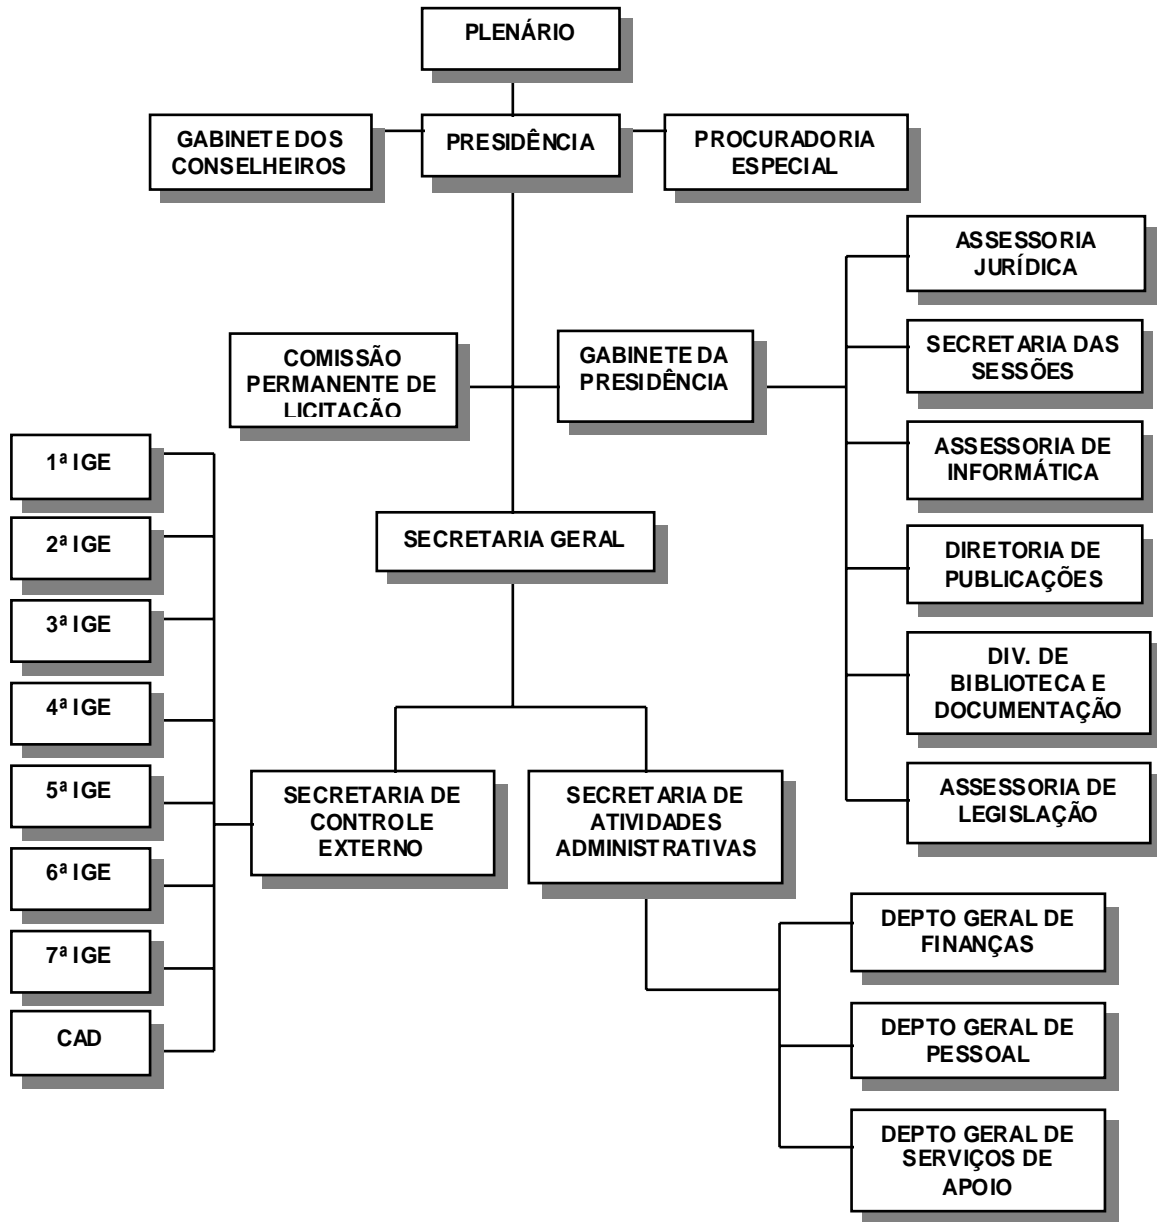 PLENÁRIO
GABINETE DOS
CONSELHEIROS
PRESIDÊNCIA
PROCURADORIA
ESPECIAL
ASSESSORIA
JURÍDICA
COMISSÃO
PERMANENTE DE
LICITAÇÃO
GABINETE DA
PRESIDÊNCIA
SECRETARIA DAS
SESSÕES
ASSESSORIA DE
INFORMÁTICA
DIRETORIA DE
PUBLICAÇÕES
DIV. DE
BIBLIOTECA E
DOCUMENTAÇÃO
ASSESSORIA DE
LEGISLAÇÃO
SECRETARIA GERAL
1ª IGE
2ª IGE
3ª IGE
4ª IGE
5ª IGE
6ª IGE
7ª IGE
CAD
SECRETARIA DE
CONTROLE
EXTERNO
SECRETARIA DE
ATIVIDADES
ADMINISTRATIVAS
DEPTO GERAL DE
FINANÇAS
DEPTO GERAL DE
PESSOAL
DEPTO GERAL DE
SERVIÇOS DE
APOIO